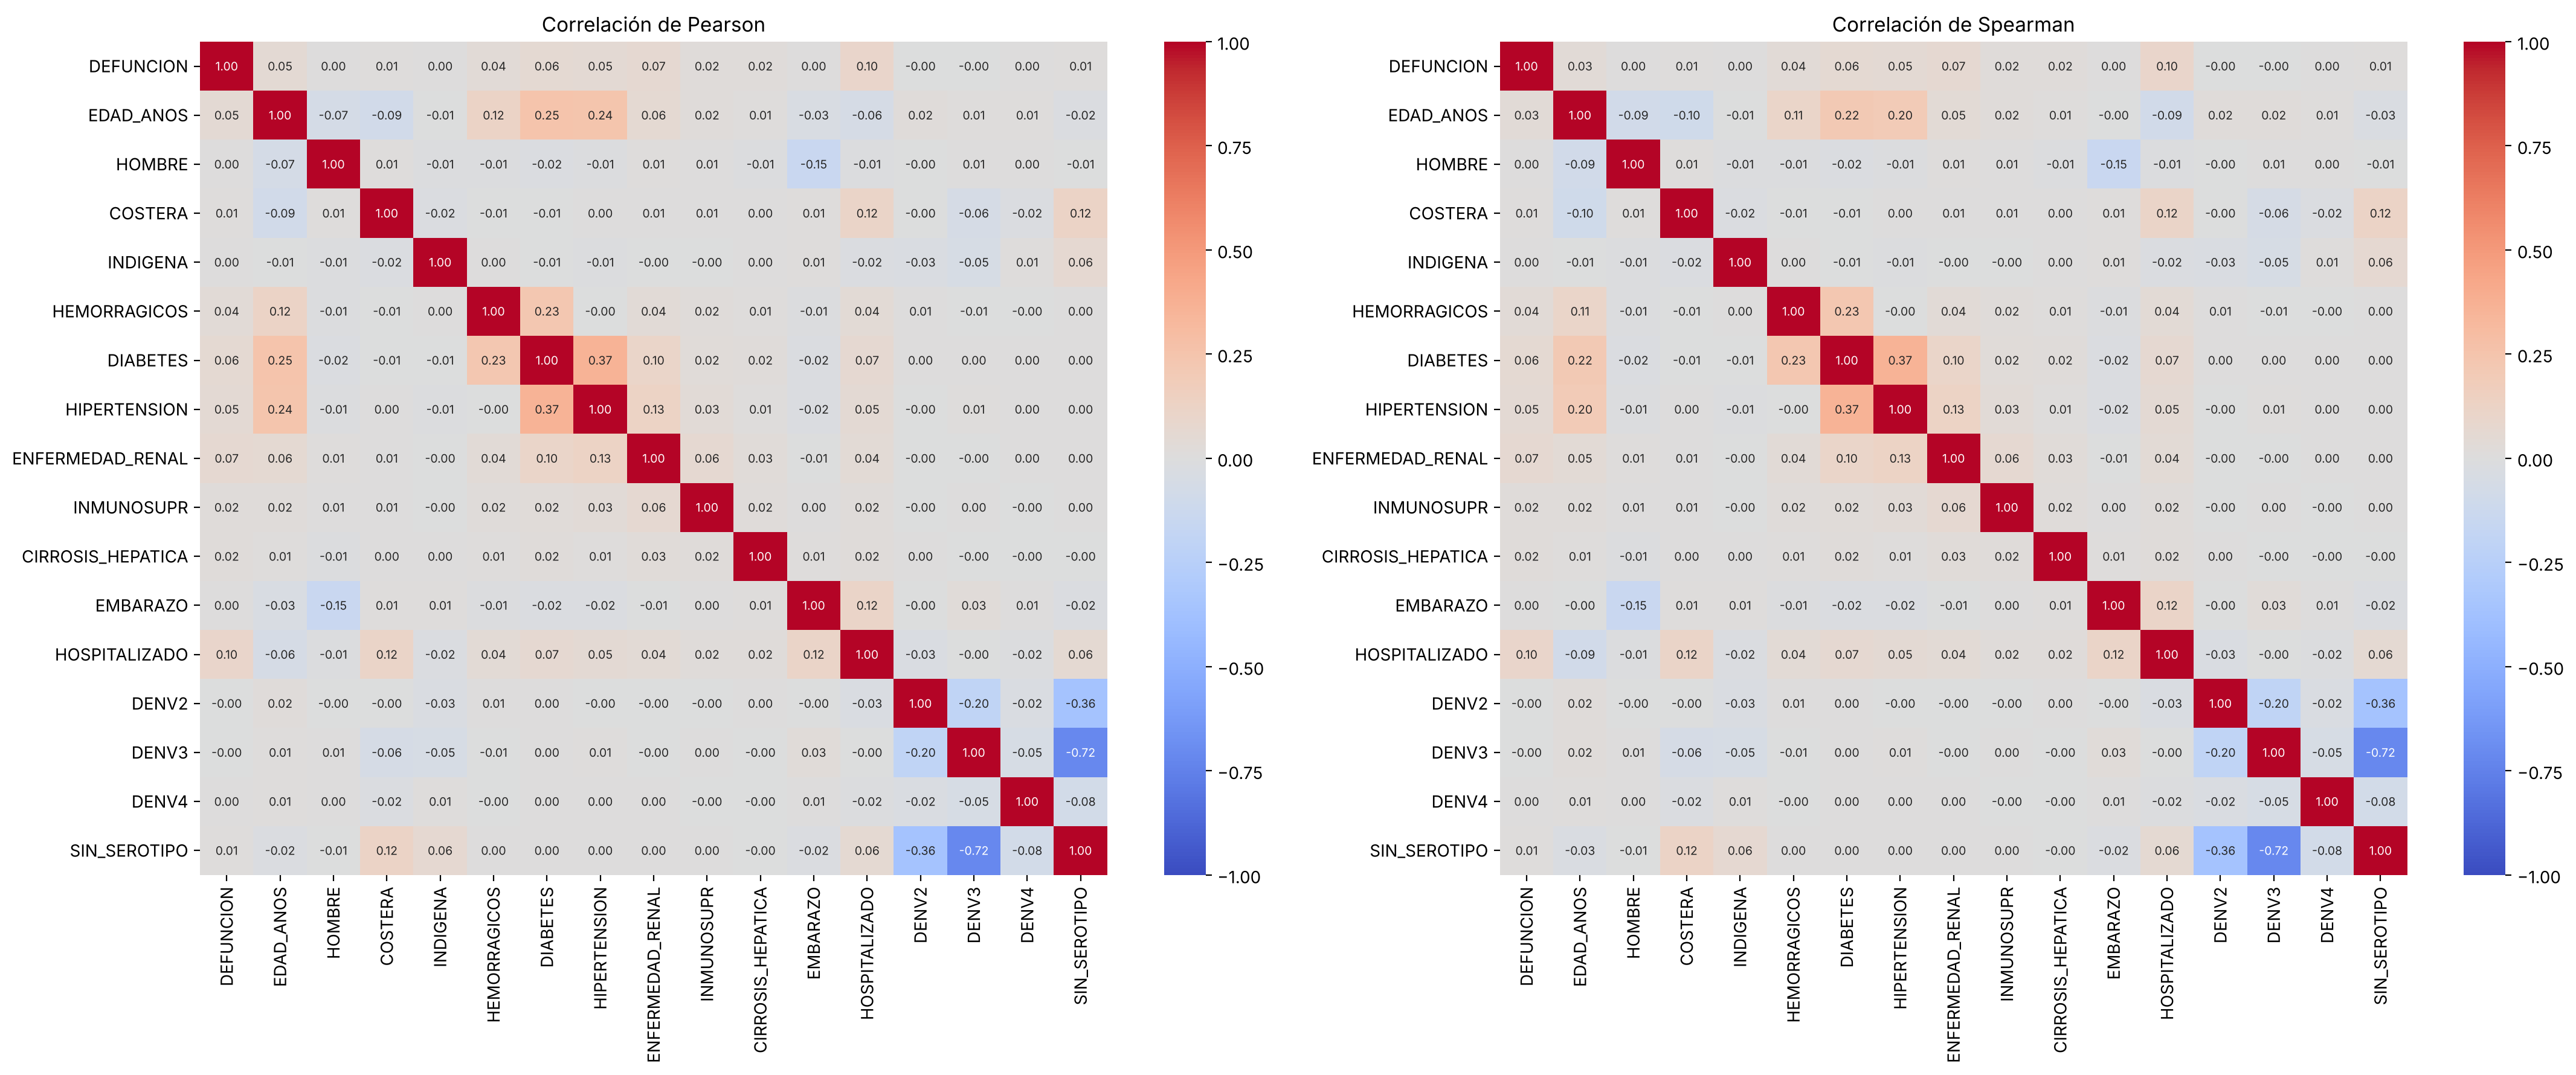 Correlación de Pearson
DEFUNCION 1.00 0.05 0.00 0.01 0.00 0.04 0.06 0.05 0.07 0.02 0.02 0.00 0.10 -0.00 -0.00 0.00 0.01
EDAD_ANOS 0.05 1.00 -0.07 -0.09 -0.01 0.12 0.25 0.24 0.06 0.02 0.01 -0.03 -0.06 0.02 0.01 0.01 -0.02
HOMBRE 0.00 -0.07 1.00 0.01 -0.01 -0.01 -0.02 -0.01 0.01 0.01 -0.01 -0.15 -0.01 -0.00 0.01 0.00 -0.01
COSTERA 0.01 -0.09 0.01 1.00 -0.02 -0.01 -0.01 0.00 0.01 0.01 0.00 0.01 0.12 -0.00 -0.06 -0.02 0.12
INDIGENA 0.00 -0.01 -0.01 -0.02 1.00 0.00 -0.01 -0.01 -0.00 -0.00 0.00 0.01 -0.02 -0.03 -0.05 0.01 0.06
HEMORRAGICOS 0.04 0.12 -0.01 -0.01 0.00 1.00 0.23 -0.00 0.04 0.02 0.01 -0.01 0.04 0.01 -0.01 -0.00 0.00
DIABETES 0.06 0.25 -0.02 -0.01 -0.01 0.23 1.00 0.37 0.10 0.02 0.02 -0.02 0.07 0.00 0.00 0.00 0.00
HIPERTENSION 0.05 0.24 -0.01 0.00 -0.01 -0.00 0.37 1.00 0.13 0.03 0.01 -0.02 0.05 -0.00 0.01 0.00 0.00
ENFERMEDAD_RENAL 0.07 0.06 0.01 0.01 -0.00 0.04 0.10 0.13 1.00 0.06 0.03 -0.01 0.04 -0.00 -0.00 0.00 0.00
INMUNOSUPR 0.02 0.02 0.01 0.01 -0.00 0.02 0.02 0.03 0.06 1.00 0.02 0.00 0.02 -0.00 0.00 -0.00 0.00
CIRROSIS_HEPATICA 0.02 0.01 -0.01 0.00 0.00 0.01 0.02 0.01 0.03 0.02 1.00 0.01 0.02 0.00 -0.00 -0.00 -0.00
EMBARAZO 0.00 -0.03 -0.15 0.01 0.01 -0.01 -0.02 -0.02 -0.01 0.00 0.01 1.00 0.12 -0.00 0.03 0.01 -0.02
HOSPITALIZADO 0.10 -0.06 -0.01 0.12 -0.02 0.04 0.07 0.05 0.04 0.02 0.02 0.12 1.00 -0.03 -0.00 -0.02 0.06
DENV2 -0.00 0.02 -0.00 -0.00 -0.03 0.01 0.00 -0.00 -0.00 -0.00 0.00 -0.00 -0.03 1.00 -0.20 -0.02 -0.36
DENV3 -0.00 0.01 0.01 -0.06 -0.05 -0.01 0.00 0.01 -0.00 0.00 -0.00 0.03 -0.00 -0.20 1.00 -0.05 -0.72
DENV4 0.00 0.01 0.00 -0.02 0.01 -0.00 0.00 0.00 0.00 -0.00 -0.00 0.01 -0.02 -0.02 -0.05 1.00 -0.08
SIN_SEROTIPO 0.01 -0.02 -0.01 0.12 0.06 0.00 0.00 0.00 0.00 0.00 -0.00 -0.02 0.06 -0.36 -0.72 -0.08 1.00
DEFUNCION
EDAD_ANOS
HOMBRE
COSTERA
INDIGENA
HEMORRAGICOS
DIABETES
HIPERTENSION
ENFERMEDAD_RENAL
INMUNOSUPR
CIRROSIS_HEPATICA
EMBARAZO
HOSPITALIZADO
DENV2
DENV3
DENV4
SIN_SEROTIPO
1.00
0.75
0.50
0.25
0.00
−0.25
−0.50
−0.75
−1.00
Correlación de Spearman
DEFUNCION 1.00 0.03 0.00 0.01 0.00 0.04 0.06 0.05 0.07 0.02 0.02 0.00 0.10 -0.00 -0.00 0.00 0.01
EDAD_ANOS 0.03 1.00 -0.09 -0.10 -0.01 0.11 0.22 0.20 0.05 0.02 0.01 -0.00 -0.09 0.02 0.02 0.01 -0.03
HOMBRE 0.00 -0.09 1.00 0.01 -0.01 -0.01 -0.02 -0.01 0.01 0.01 -0.01 -0.15 -0.01 -0.00 0.01 0.00 -0.01
COSTERA 0.01 -0.10 0.01 1.00 -0.02 -0.01 -0.01 0.00 0.01 0.01 0.00 0.01 0.12 -0.00 -0.06 -0.02 0.12
INDIGENA 0.00 -0.01 -0.01 -0.02 1.00 0.00 -0.01 -0.01 -0.00 -0.00 0.00 0.01 -0.02 -0.03 -0.05 0.01 0.06
HEMORRAGICOS 0.04 0.11 -0.01 -0.01 0.00 1.00 0.23 -0.00 0.04 0.02 0.01 -0.01 0.04 0.01 -0.01 -0.00 0.00
DIABETES 0.06 0.22 -0.02 -0.01 -0.01 0.23 1.00 0.37 0.10 0.02 0.02 -0.02 0.07 0.00 0.00 0.00 0.00
HIPERTENSION 0.05 0.20 -0.01 0.00 -0.01 -0.00 0.37 1.00 0.13 0.03 0.01 -0.02 0.05 -0.00 0.01 0.00 0.00
ENFERMEDAD_RENAL 0.07 0.05 0.01 0.01 -0.00 0.04 0.10 0.13 1.00 0.06 0.03 -0.01 0.04 -0.00 -0.00 0.00 0.00
INMUNOSUPR 0.02 0.02 0.01 0.01 -0.00 0.02 0.02 0.03 0.06 1.00 0.02 0.00 0.02 -0.00 0.00 -0.00 0.00
CIRROSIS_HEPATICA 0.02 0.01 -0.01 0.00 0.00 0.01 0.02 0.01 0.03 0.02 1.00 0.01 0.02 0.00 -0.00 -0.00 -0.00
EMBARAZO 0.00 -0.00 -0.15 0.01 0.01 -0.01 -0.02 -0.02 -0.01 0.00 0.01 1.00 0.12 -0.00 0.03 0.01 -0.02
HOSPITALIZADO 0.10 -0.09 -0.01 0.12 -0.02 0.04 0.07 0.05 0.04 0.02 0.02 0.12 1.00 -0.03 -0.00 -0.02 0.06
DENV2 -0.00 0.02 -0.00 -0.00 -0.03 0.01 0.00 -0.00 -0.00 -0.00 0.00 -0.00 -0.03 1.00 -0.20 -0.02 -0.36
DENV3 -0.00 0.02 0.01 -0.06 -0.05 -0.01 0.00 0.01 -0.00 0.00 -0.00 0.03 -0.00 -0.20 1.00 -0.05 -0.72
DENV4 0.00 0.01 0.00 -0.02 0.01 -0.00 0.00 0.00 0.00 -0.00 -0.00 0.01 -0.02 -0.02 -0.05 1.00 -0.08
SIN_SEROTIPO 0.01 -0.03 -0.01 0.12 0.06 0.00 0.00 0.00 0.00 0.00 -0.00 -0.02 0.06 -0.36 -0.72 -0.08 1.00
DEFUNCION
EDAD_ANOS
HOMBRE
COSTERA
INDIGENA
HEMORRAGICOS
DIABETES
HIPERTENSION
ENFERMEDAD_RENAL
INMUNOSUPR
CIRROSIS_HEPATICA
EMBARAZO
HOSPITALIZADO
DENV2
DENV3
DENV4
SIN_SEROTIPO
1.00
0.75
0.50
0.25
0.00
−0.25
−0.50
−0.75
−1.00